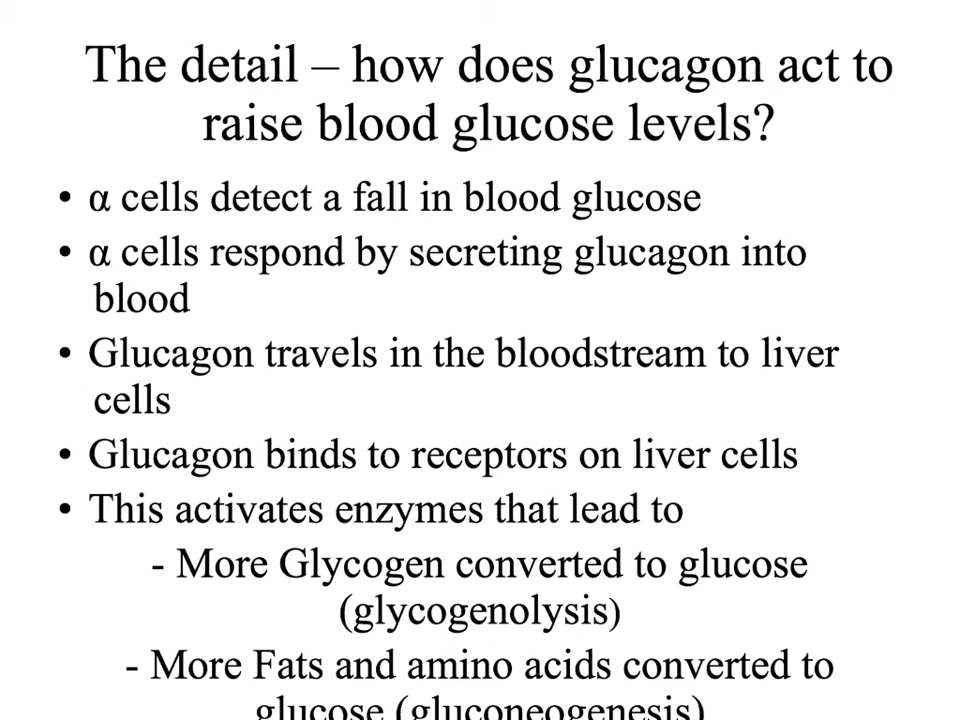 The detail – how does glucagon act to
raise blood glucose levels?
• α cells detect a fall in blood glucose
• α cells respond by secreting glucagon into
blood
• Glucagon travels in the bloodstream to liver
cells
• Glucagon binds to receptors on liver cells
• This activates enzymes that lead to
- More Glycogen converted to glucose
(glycogenolysis)
- More Fats and amino acids converted to
glucose (gluconeogenesis)